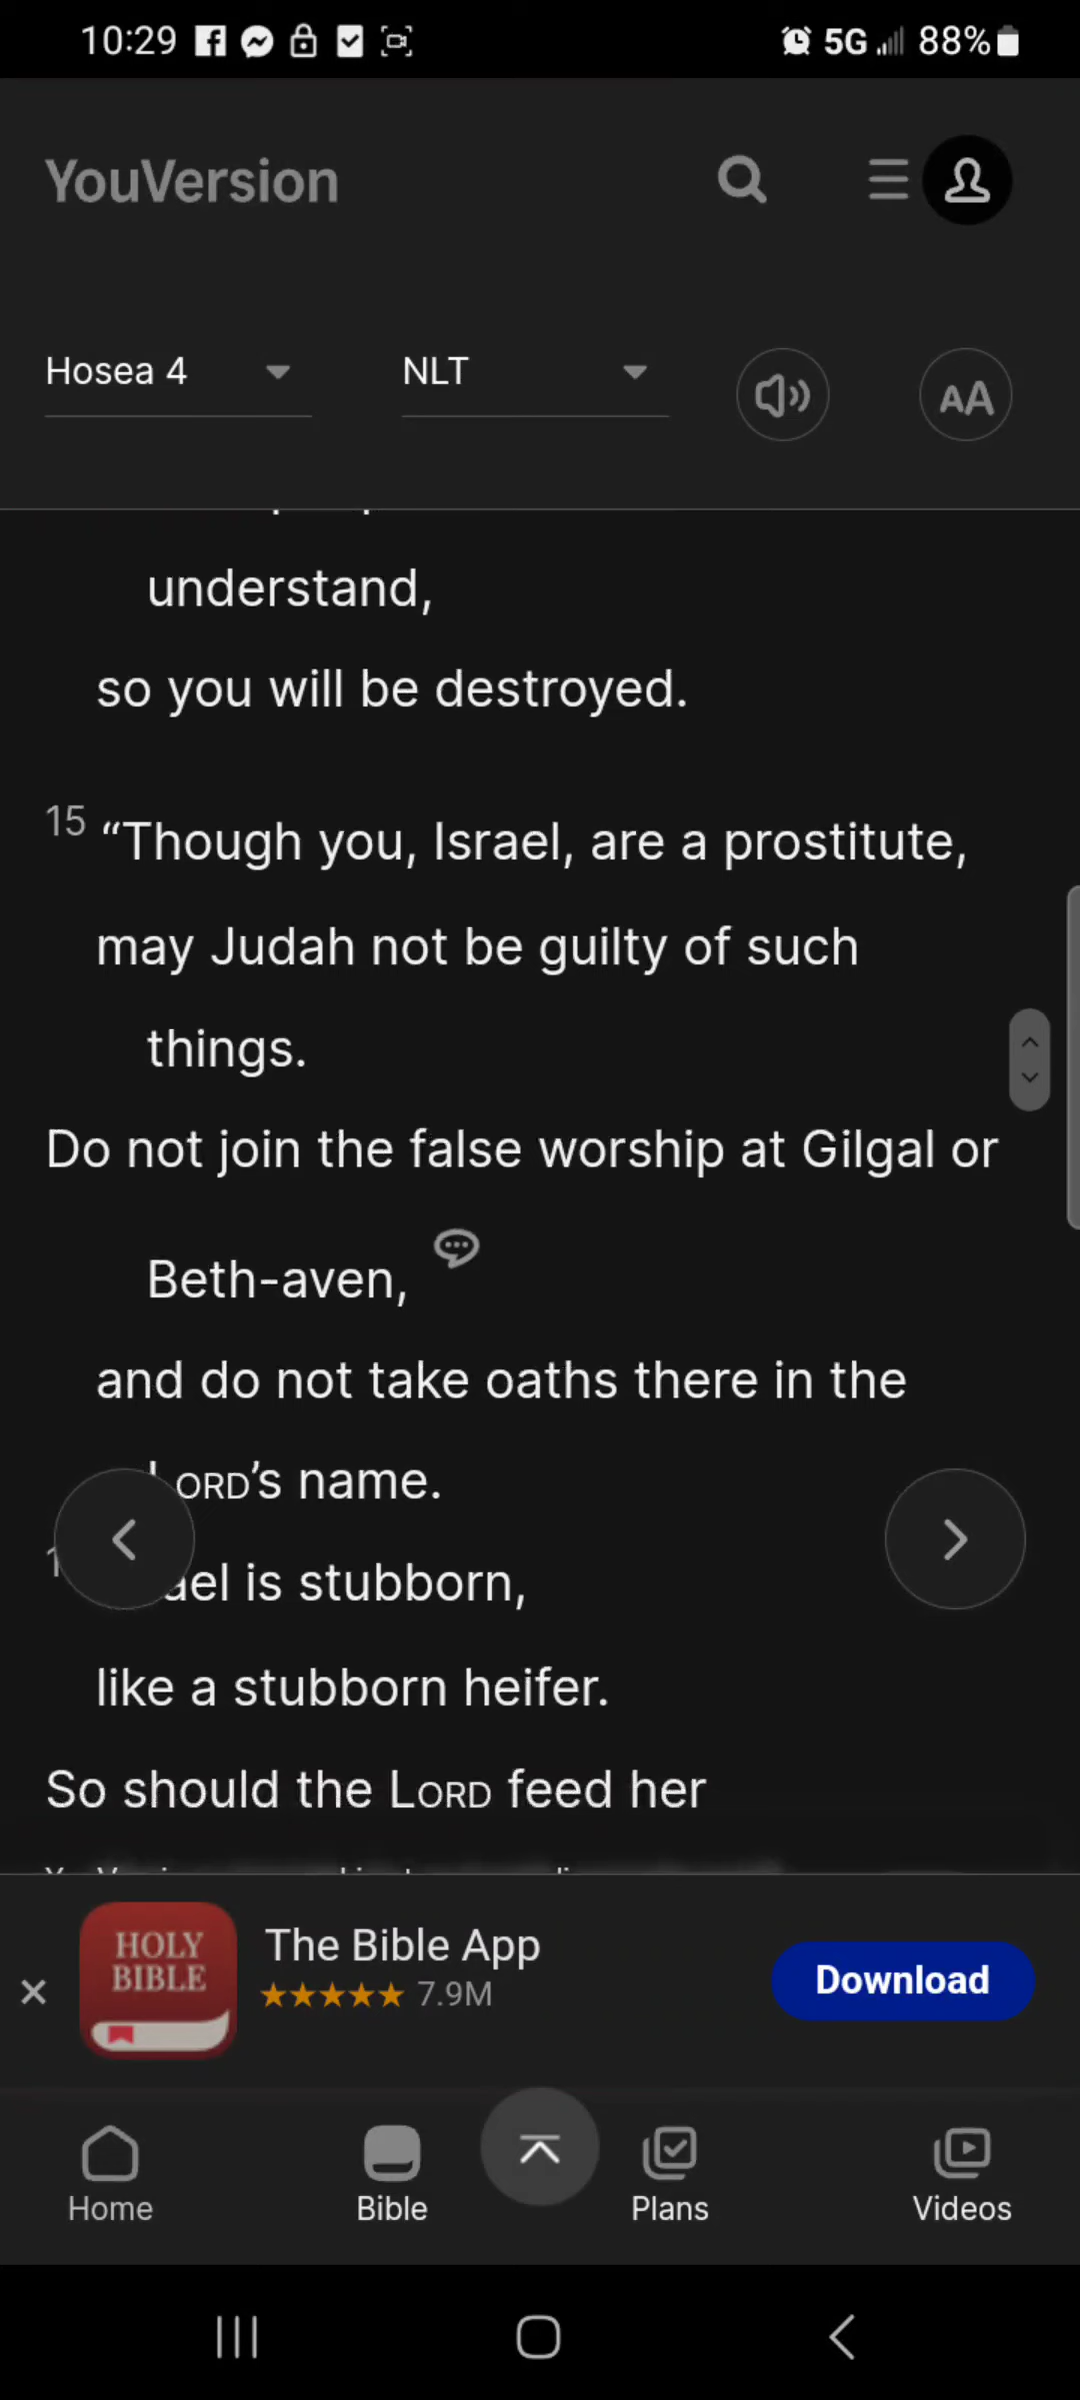 10:29 5G 88%
YouVersion
Hosea 4 NLT AA
understand,
so you will be destroyed.
15 “Though you, Israel, are a prostitute,
may Judah not be guilty of such
things.
Do not join the false worship at Gilgal or
Beth-aven,
and do not take oaths there in the
LORD’s name.
is stubborn,
like a stubborn heifer.
So should the LORD feed her
HOLY BIBLE
The Bible App
7.9M
Download
Home Bible Plans Videos